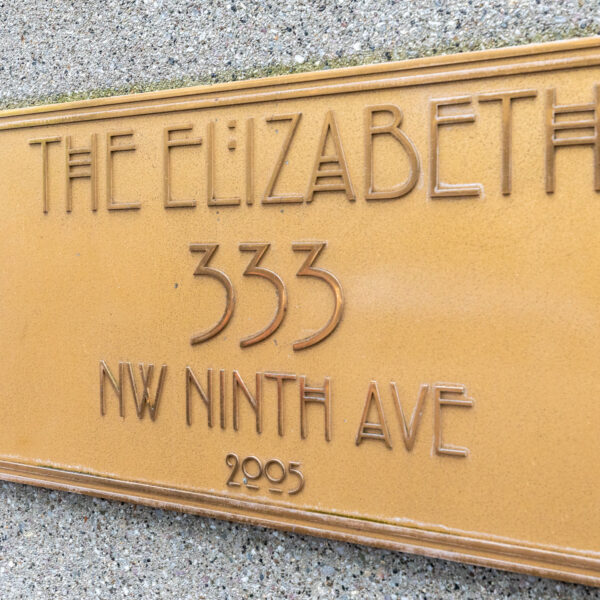 THE ELIZABETH
333
NW NINTH AVE
2005